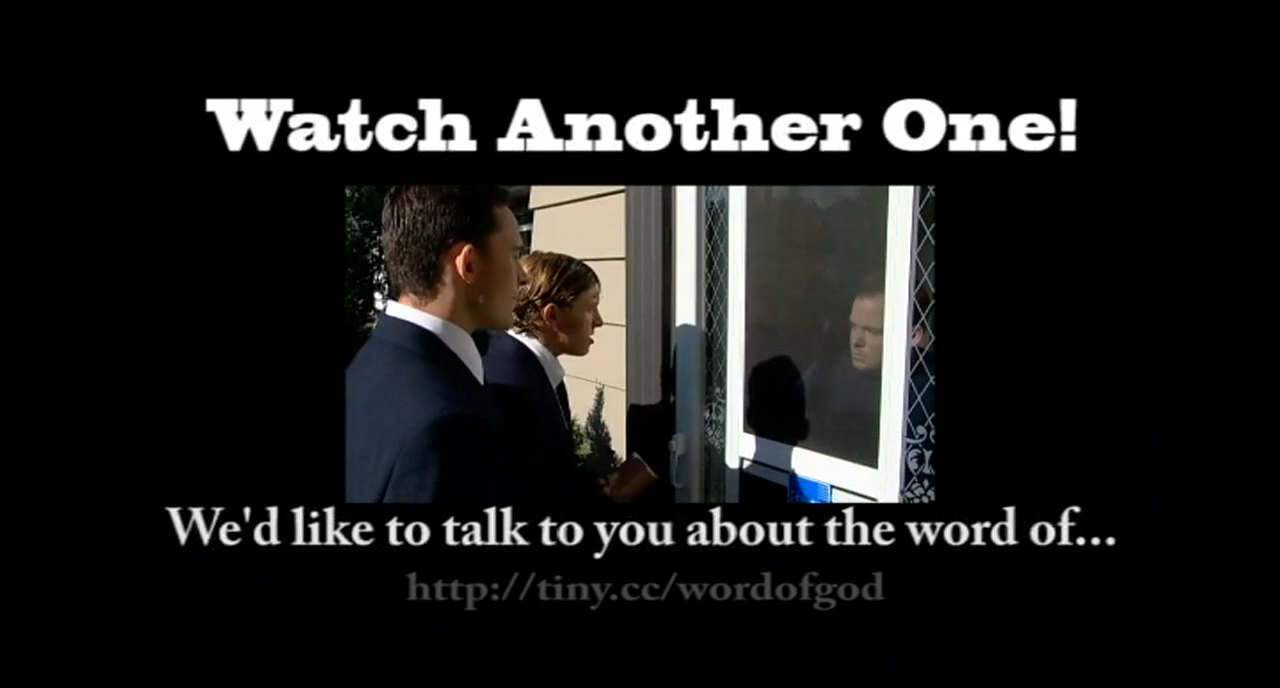 Watch Another One!
We'd like to talk to you about the word of...
http://tiny.cc/wordofgod